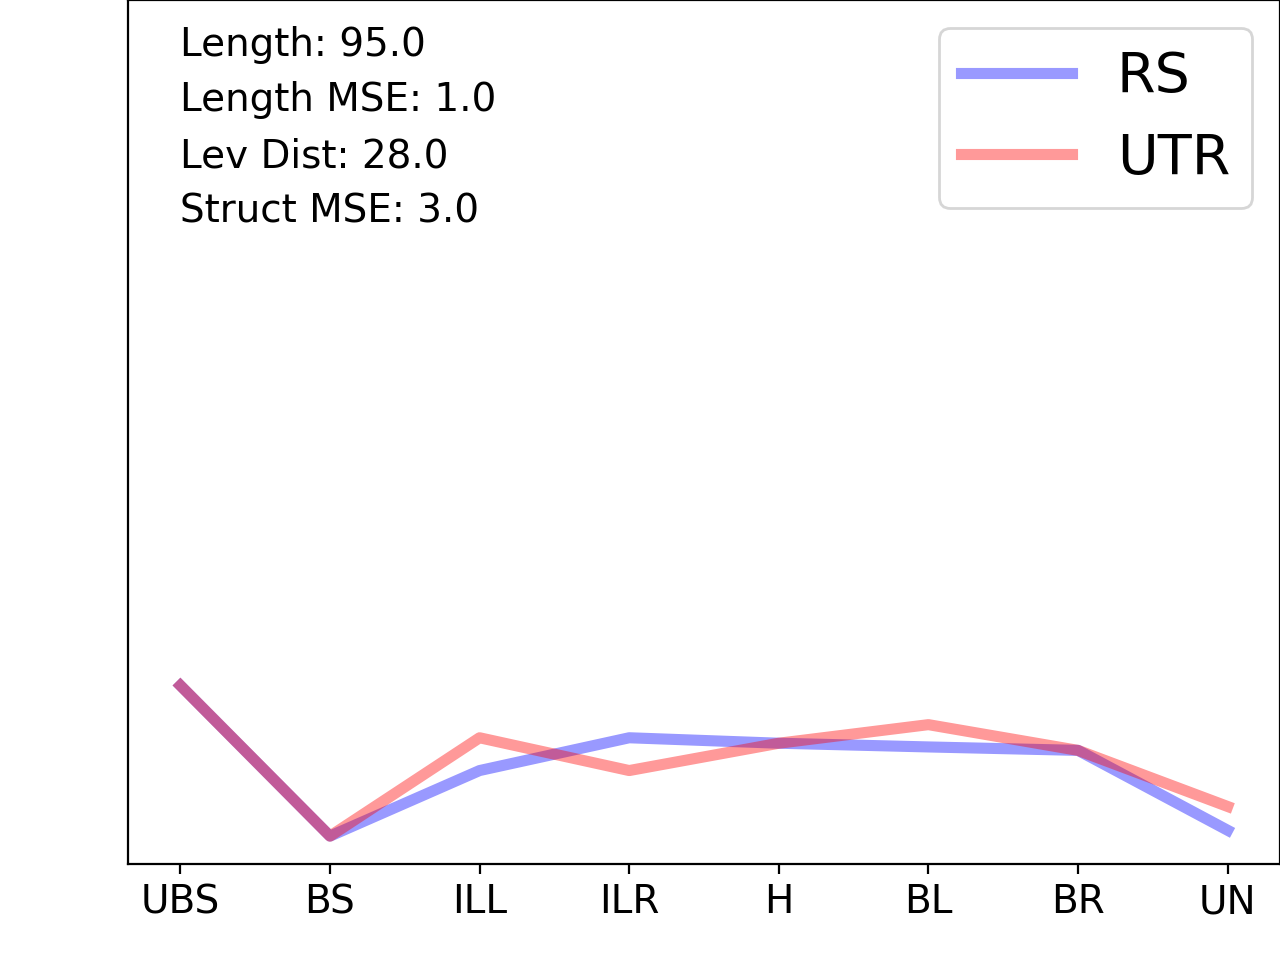 Length: 95.0
Length MSE: 1.0
Lev Dist: 28.0
Struct MSE: 3.0
RS
UTR
UBS BS ILL ILR H BL BR UN